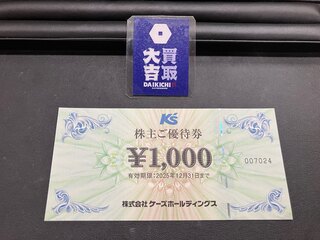 買取
大吉
DAIKICHI
K'S
株主ご優待券
¥1,000
007024
有効期限:2025年12月31日まで
株式会社ケーズホールディングス